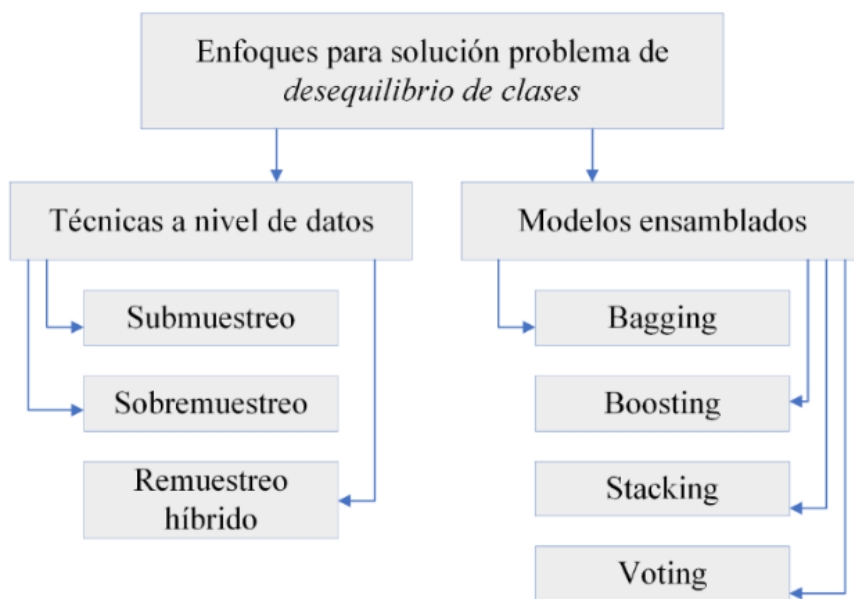 Enfoques para solución problema de
desequilibrio de clases
Técnicas a nivel de datos
Submuestreo
Sobremuestreo
Remuestreo
híbrido
Modelos ensamblados
Bagging
Boosting
Stacking
Voting